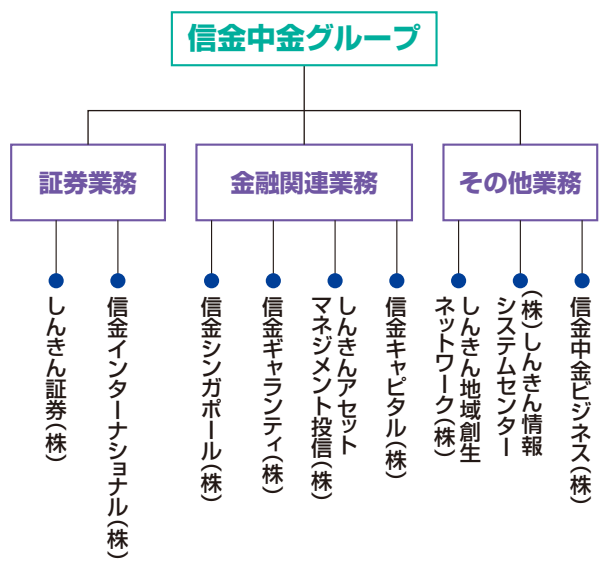 信金中金グループ
証券業務
金融関連業務
その他業務
しんきん証券(株)
信金インターナショナル(株)
信金シンガポール(株)
信金ギャランティ(株)
しんきんアセット
マネジメント投信(株)
信金キャピタル(株)
しんきん地域創生
ネットワーク(株)
(株)しんきん情報
システムセンター
信金中金ビジネス(株)